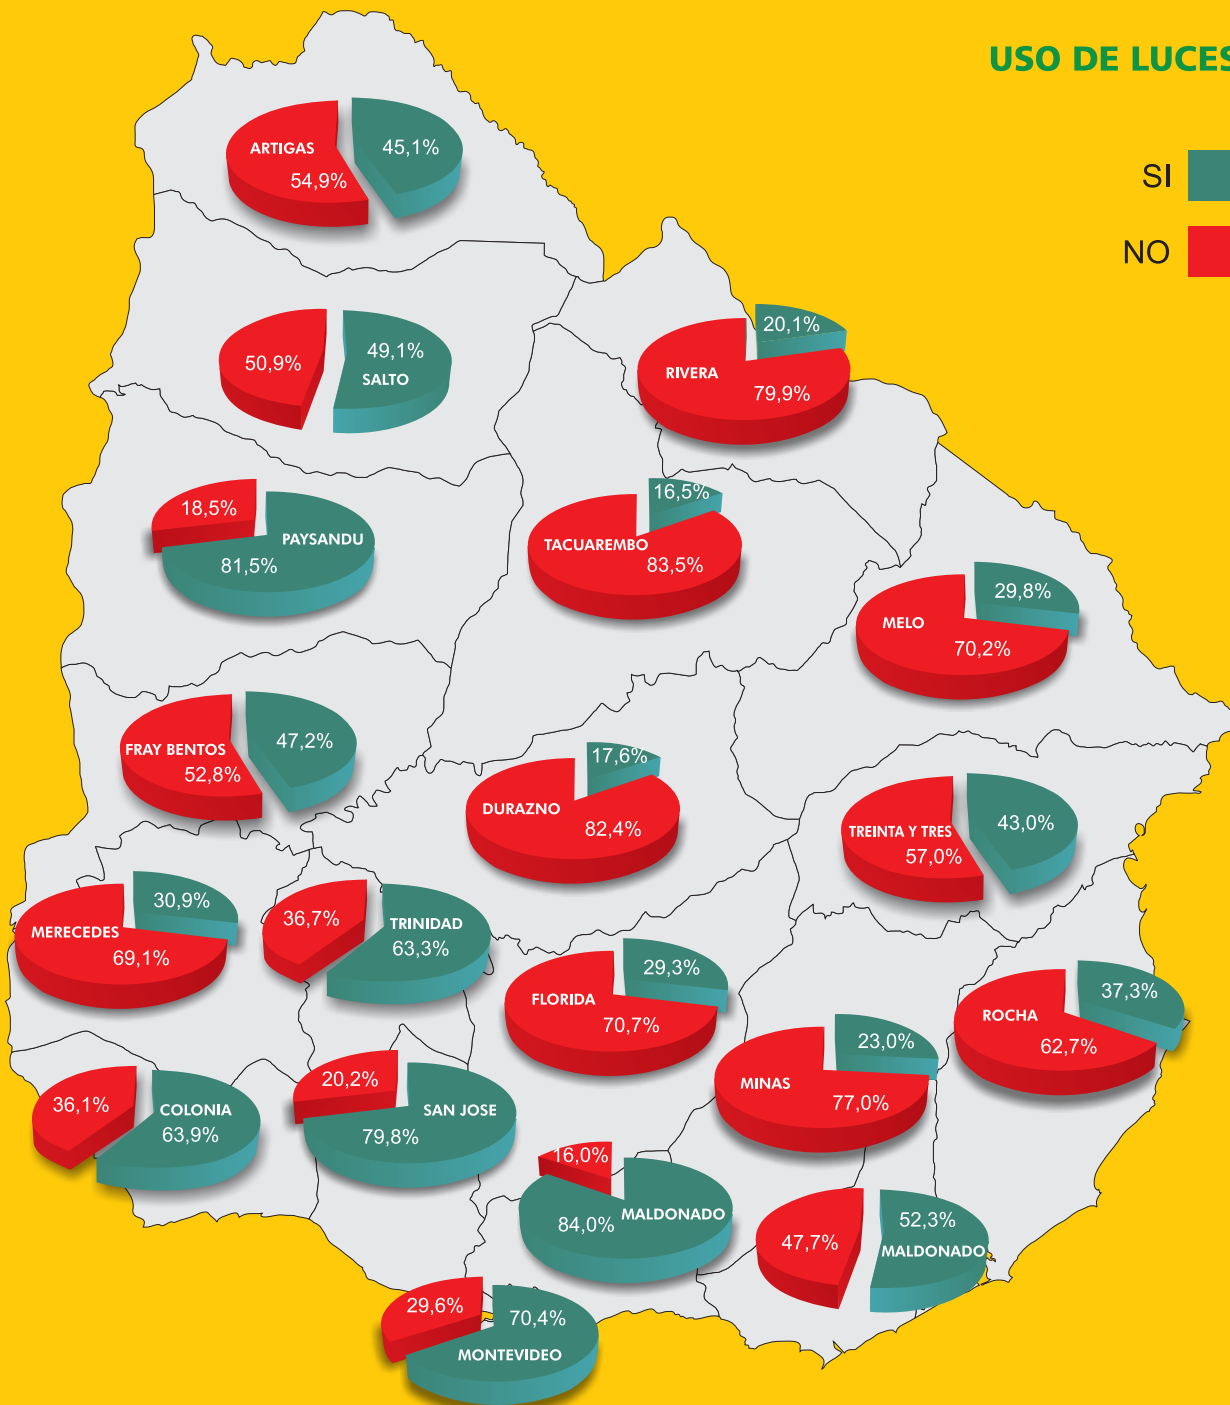 USO DE LUCES
SI
NO
ARTIGAS
45,1%
54,9%
50,9%
49,1%
SALTO
20,1%
RIVERA
79,9%
18,5%
PAYSANDU
81,5%
16,5%
TACUAREMBO
83,5%
29,8%
MELO
70,2%
47,2%
FRAY BENTOS
52,8%
17,6%
DURAZNO
82,4%
43,0%
TREINTA Y TRES
57,0%
30,9%
MERECEDES
69,1%
36,7%
TRINIDAD
63,3%
29,3%
FLORIDA
70,7%
37,3%
ROCHA
62,7%
23,0%
MINAS
77,0%
36,1%
COLONIA
63,9%
20,2%
SAN JOSE
79,8%
16,0%
MALDONADO
84,0%
52,3%
47,7%
MALDONADO
29,6%
70,4%
MONTEVIDEO